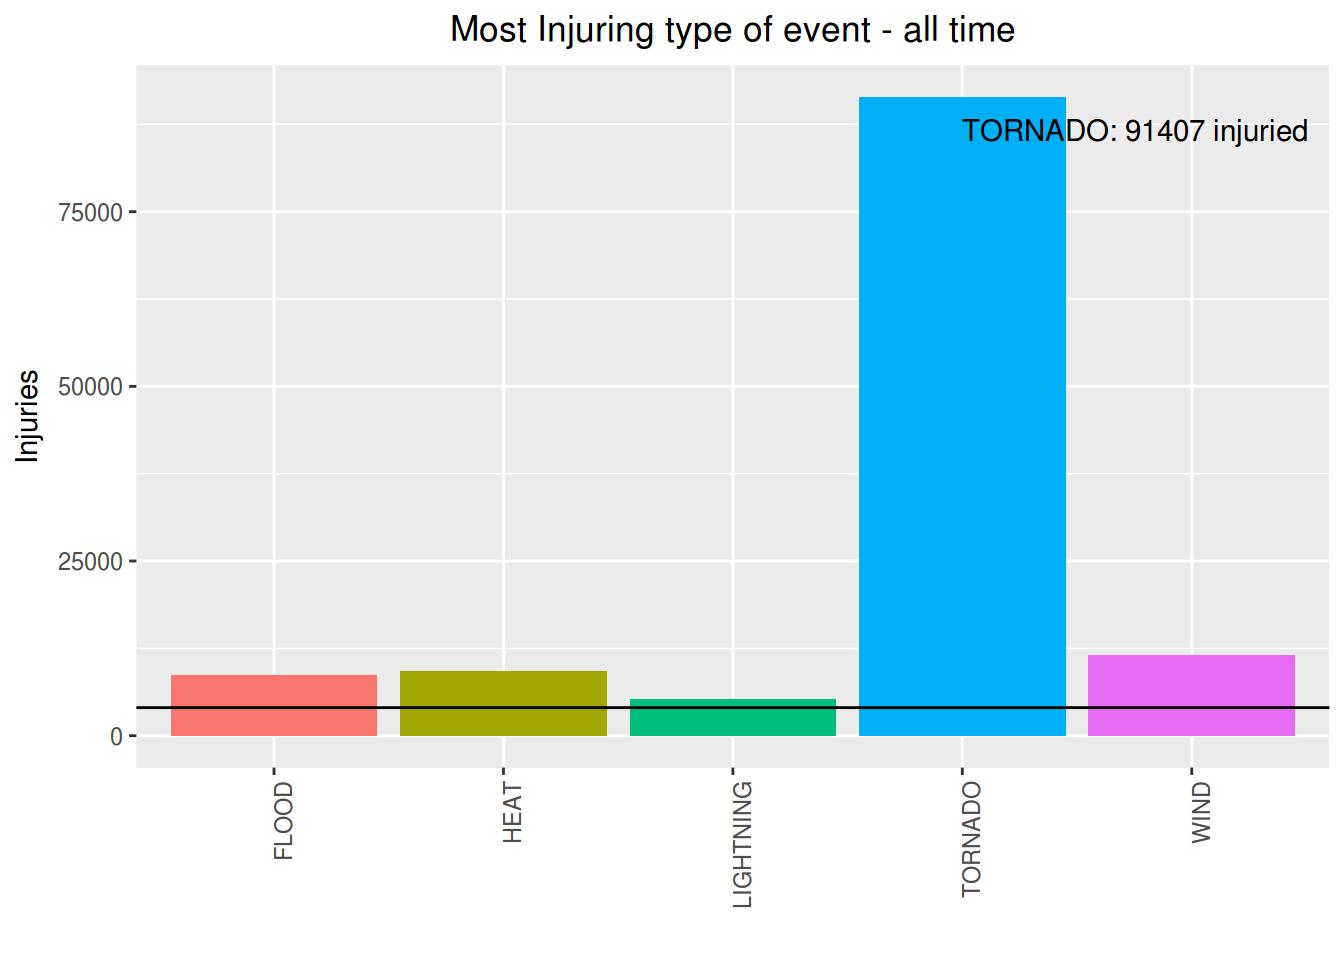 Most Injuring type of event - all time
TORNADO: 91407 injuried
75000
50000
25000
0
Injuries
FLOOD
HEAT
LIGHTNING
TORNADO
WIND